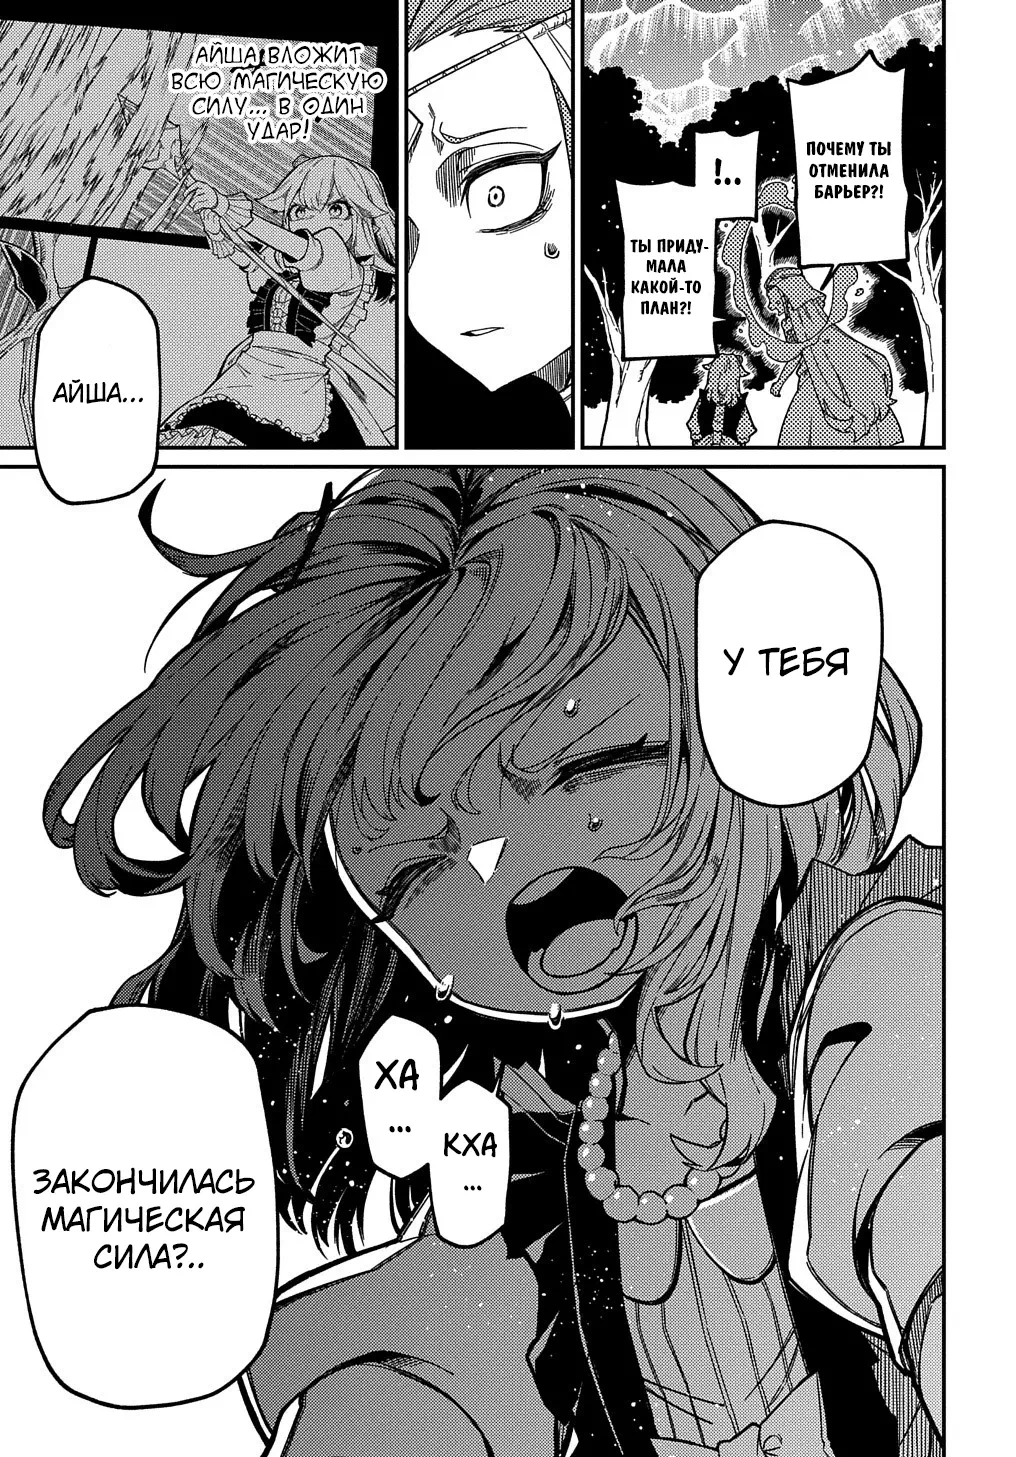 ПОЧЕМУ ТЫ
ОТМЕНИЛА
БАРЬЕР?!
!..
ТЫ ПРИДУ-
МАЛА
КАКОЙ-ТО
ПЛАН?!
АЙША ВЛОЖИТ
ВСЮ МАГИЧЕСКУЮ
СИЛУ... В ОДИН
УДАР!
АЙША...
У ТЕБЯ
ХА
...
КХА
...
ЗАКОНЧИЛАСЬ
МАГИЧЕСКАЯ
СИЛА?..